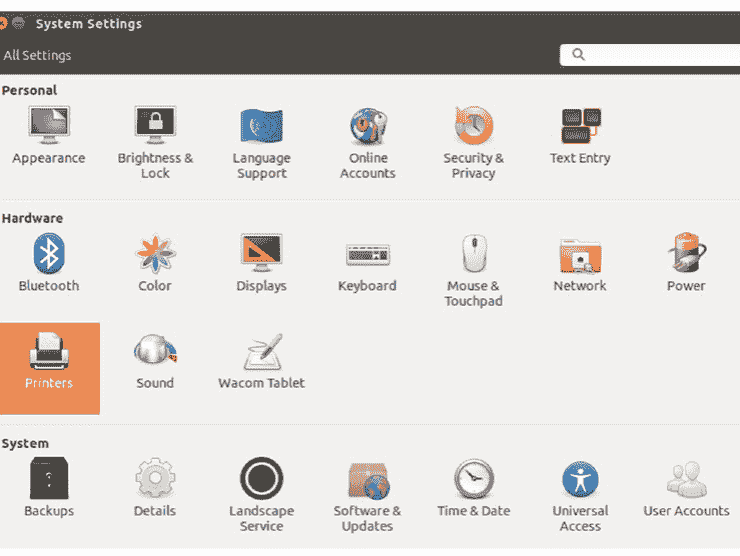 System Settings
All Settings
Personal
Appearance
Brightness &
Lock
Language
Support
Online
Accounts
Security &
Privacy
Text Entry
Hardware
Bluetooth
Color
Displays
Keyboard
Mouse &
Touchpad
Network
Power
Printers
Sound
Wacom Tablet
System
Backups
Details
Landscape
Service
Software &
Updates
Time & Date
Universal
Access
User Accounts